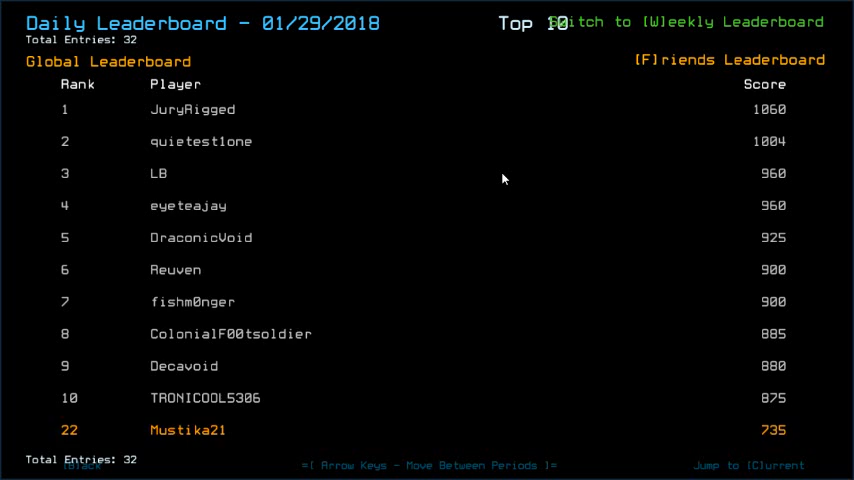 Daily Leaderboard - 01/29/2018 Top 10 Switch to [W]eekly Leaderboard
Total Entries: 32
Global Leaderboard [F]riends Leaderboard
Rank Player Score
1 JuryRigged 1060
2 quietest1one 1004
3 LB 960
4 eyeteajay 960
5 DraconicVoid 925
6 Reuven 900
7 fishm0nger 900
8 ColonialF00tsoldier 885
9 Decavoid 880
10 TRONICOOL5306 875
22 Mustika21 735
Total Entries: 32
[B]ack =[ Arrow Keys - Move Between Periods ]= Jump to [C]urrent